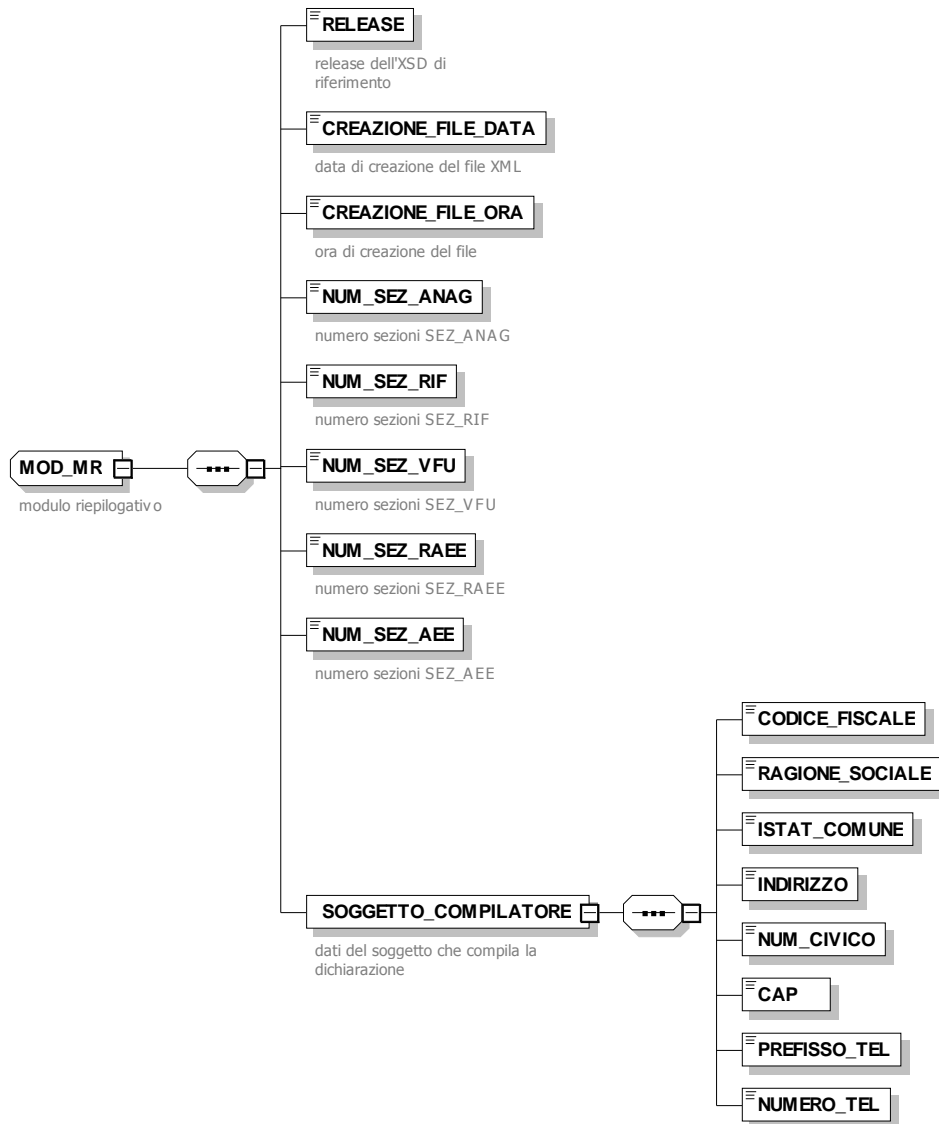 RELEASE
release dell'XSD di
riferimento
CREAZIONE_FILE_DATA
data di creazione del file XML
CREAZIONE_FILE_ORA
ora di creazione del file
NUM_SEZ_ANAG
numero sezioni SEZ_ANAG
NUM_SEZ_RIF
numero sezioni SEZ_RIF
MOD_MR
modulo riepilogativo
NUM_SEZ_VFU
numero sezioni SEZ_VFU
NUM_SEZ_RAEE
numero sezioni SEZ_RAEE
NUM_SEZ_AEE
numero sezioni SEZ_AEE
SOGGETTO_COMPILATORE
dati del soggetto che compila la
dichiarazione
CODICE_FISCALE
RAGIONE_SOCIALE
ISTAT_COMUNE
INDIRIZZO
NUM_CIVICO
CAP
PREFISSO_TEL
NUMERO_TEL